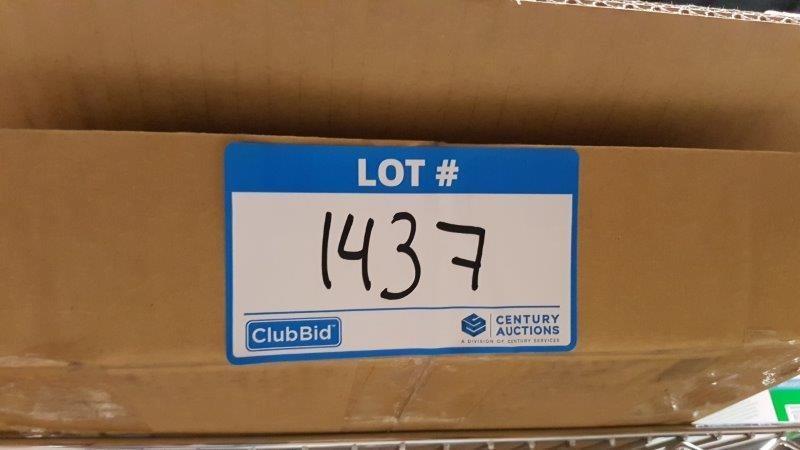 LOT #
1437
ClubBid
CENTURY
AUCTIONS
A DIVISION OF CENTURY SERVICES